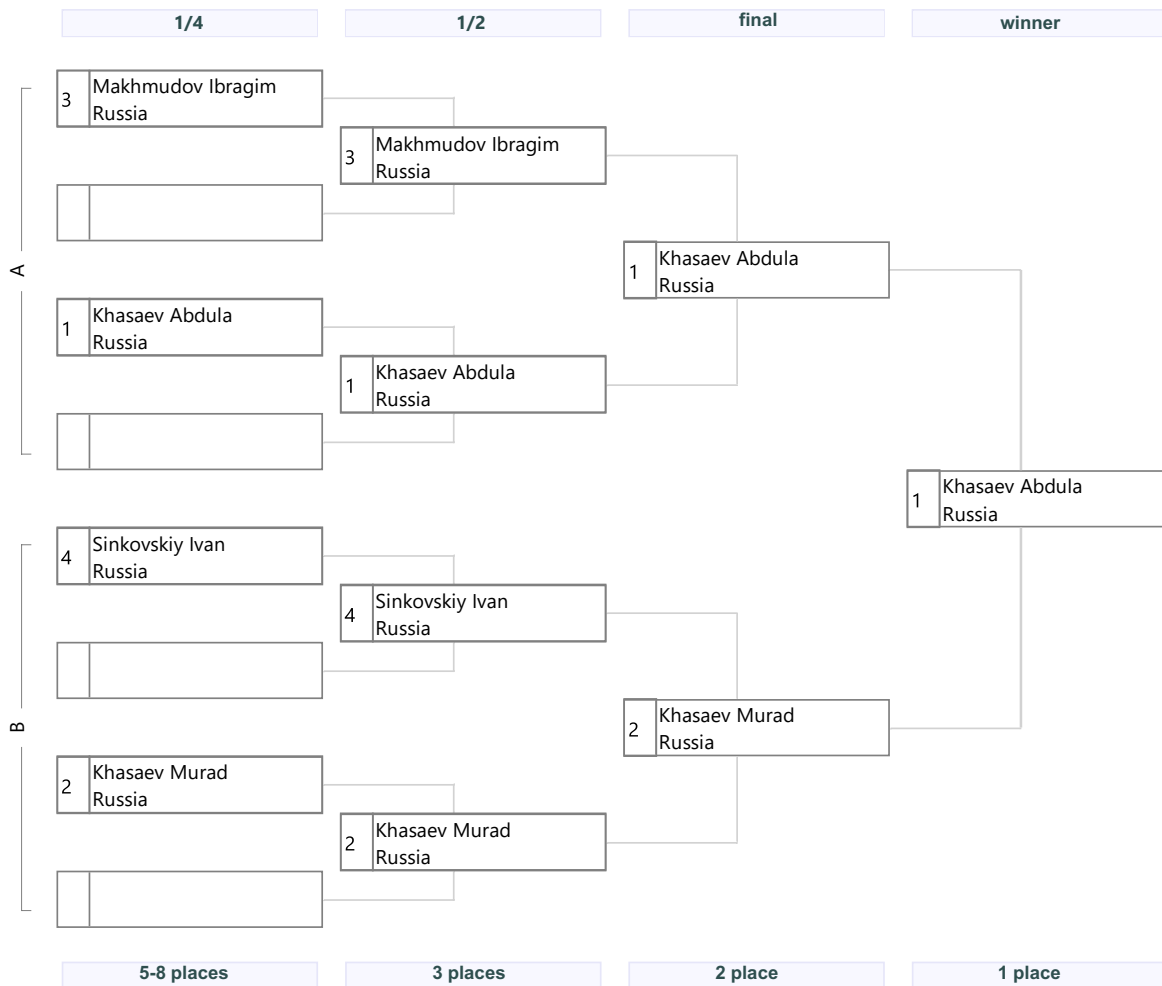 1/4
1/2
final
winner
3
Makhmudov Ibragim
Russia
3
Makhmudov Ibragim
Russia
A
1
Khasaev Abdula
Russia
1
Khasaev Abdula
Russia
1
Khasaev Abdula
Russia
1
Khasaev Abdula
Russia
4
Sinkovskiy Ivan
Russia
4
Sinkovskiy Ivan
Russia
B
2
Khasaev Murad
Russia
2
Khasaev Murad
Russia
2
Khasaev Murad
Russia
5-8 places
3 places
2 place
1 place